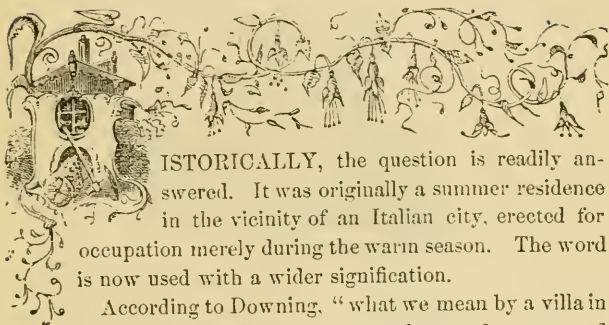 ISTORICALLY, the question is readily an-
swered. It was originally a summer residence
in the vicinity of an Italian city, erected for
occupation merely during the warm season. The word
is now used with a wider signification.
According to Downing, “what we mean by a villa in